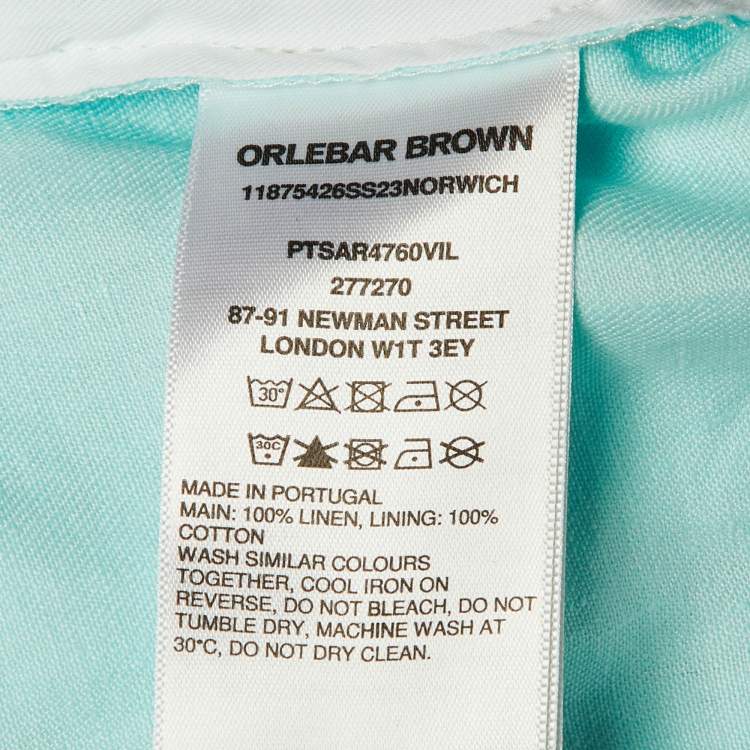 ORLEBAR BROWN
11875426SS23NORWICH
PTSAR4760VIL
277270
87-91 NEWMAN STREET
LONDON W1T 3EY
30°
30C
MADE IN PORTUGAL
MAIN: 100% LINEN, LINING: 100%
COTTON
WASH SIMILAR COLOURS
TOGETHER, COOL IRON ON
REVERSE, DO NOT BLEACH, DO NOT
TUMBLE DRY, MACHINE WASH AT
30°C, DO NOT DRY CLEAN.